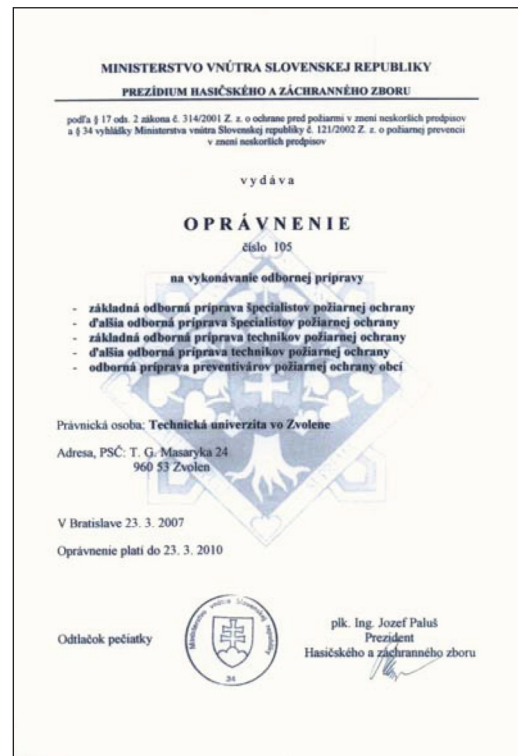 MINISTERSTVO VNÚTRA SLOVENSKEJ REPUBLIKY
PREZÍDIUM HASIČSKÉHO A ZÁCHRANNÉHO ZBORU
podľa § 17 ods. 2 zákona č. 314/2001 Z. z. o ochrane pred požiarmi v znení neskorších predpisov
a § 34 vyhlášky Ministerstva vnútra Slovenskej republiky č. 121/2002 Z. z. o požiarnej prevencii
v znení neskorších predpisov
vydáva
OPRÁVNENIE
číslo 105
na vykonávanie odbornej prípravy
- základná odborná príprava špecialistov požiarnej ochrany
- ďalšia odborná príprava špecialistov požiarnej ochrany
- základná odborná príprava technikov požiarnej ochrany
- ďalšia odborná príprava technikov požiarnej ochrany
- odborná príprava preventivárov požiarnej ochrany obcí
Právnická osoba: Technická univerzita vo Zvolene
Adresa, PSČ: T. G. Masaryka 24
960 53 Zvolen
V Bratislave 23. 3. 2007
Oprávnenie platí do 23. 3. 2010
Odtlačok pečiatky
Ministerstvo vnútra Slovenskej republiky
34
plk. Ing. Jozef Paluš
Prezident
Hasičského a záchranného zboru